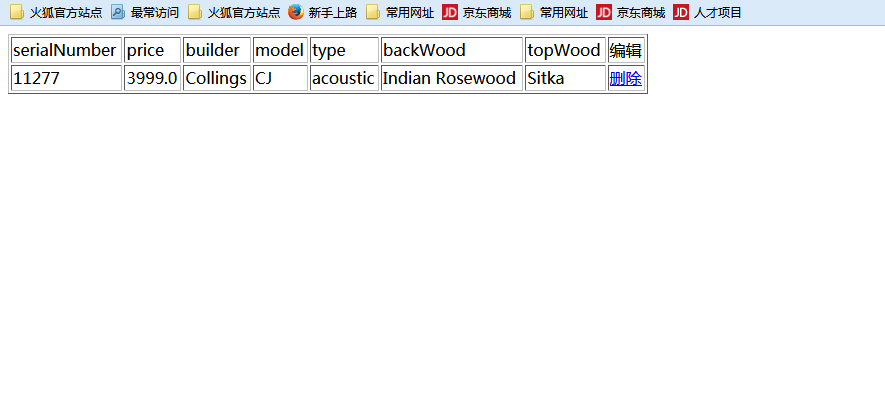 火狐官方站点 最常访问 火狐官方站点 新手上路 常用网址 JD 京东商城 常用网址 JD 京东商城 JD 人才项目
serialNumber price builder model type backWood topWood 编辑
11277 3999.0 Collings CJ acoustic Indian Rosewood Sitka 删除